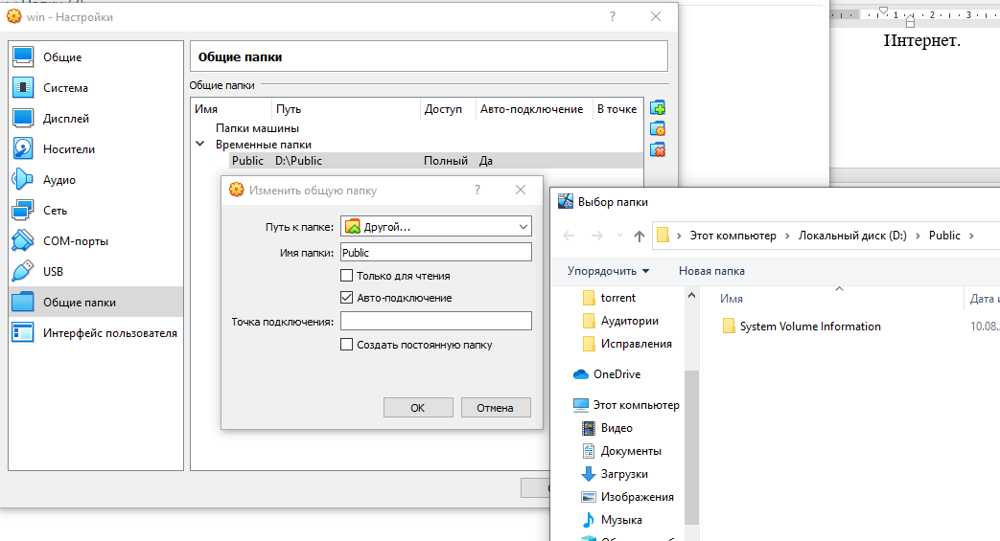 win - Настройки
?
Общие
Система
Дисплей
Носители
Аудио
Сеть
COM-порты
USB
Общие папки
Интерфейс пользователя
Общие папки
Общие папки
Имя Путь Доступ Авто-подключение В точке
Папки машины
Временные папки
Public D:\Public Полный Да
Изменить общую папку
?
Путь к папке: Другой...
Имя папки: Public
Только для чтения
Авто-подключение
Точка подключения:
Создать постоянную папку
OK Отмена
1 2 3
Интернет.
Выбор папки
Этот компьютер Локальный диск (D:) Public
Упорядочить Новая папка
torrent
Аудитории
Исправления
OneDrive
Этот компьютер
Видео
Документы
Загрузки
Изображения
Музыка
Имя Дата и
System Volume Information 10.08.